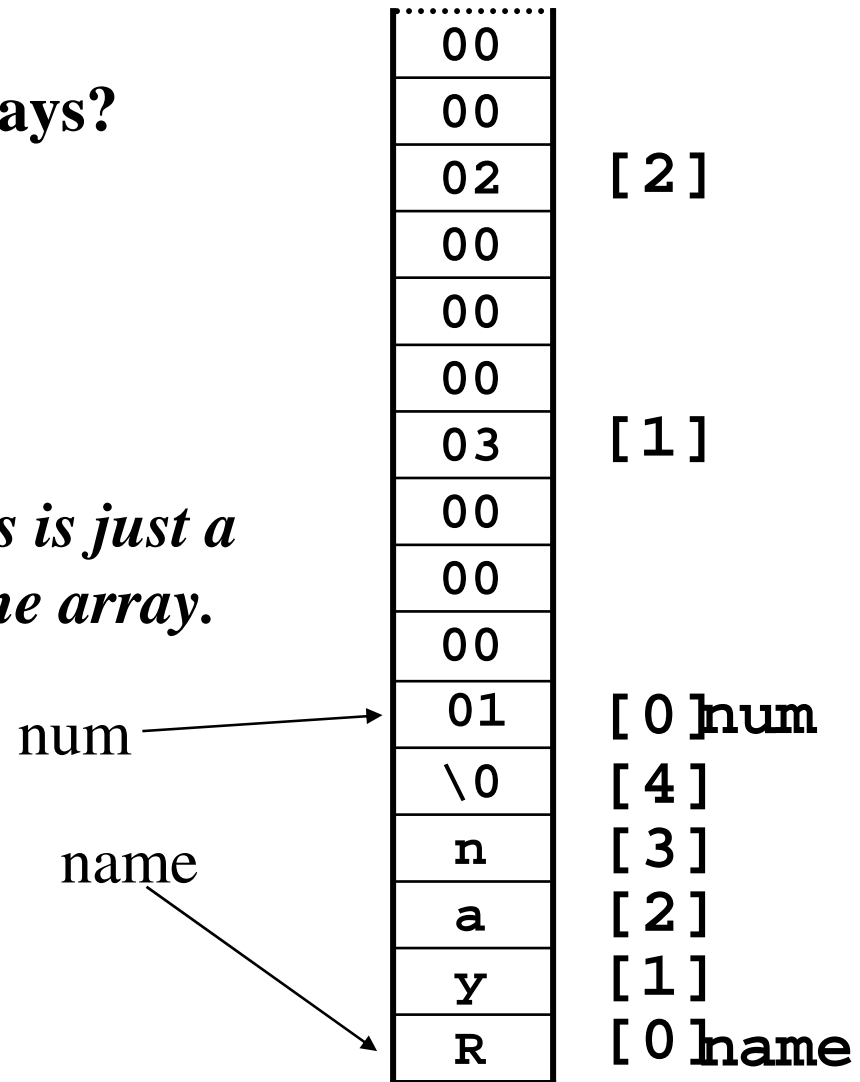 00
ays?
00
02 [2]
00
00
00
03 [1]
s is just a
00
00
ne array.
00
num
01 [0]num
\0 [4]
name
n [3]
a [2]
y [1]
R [0]name